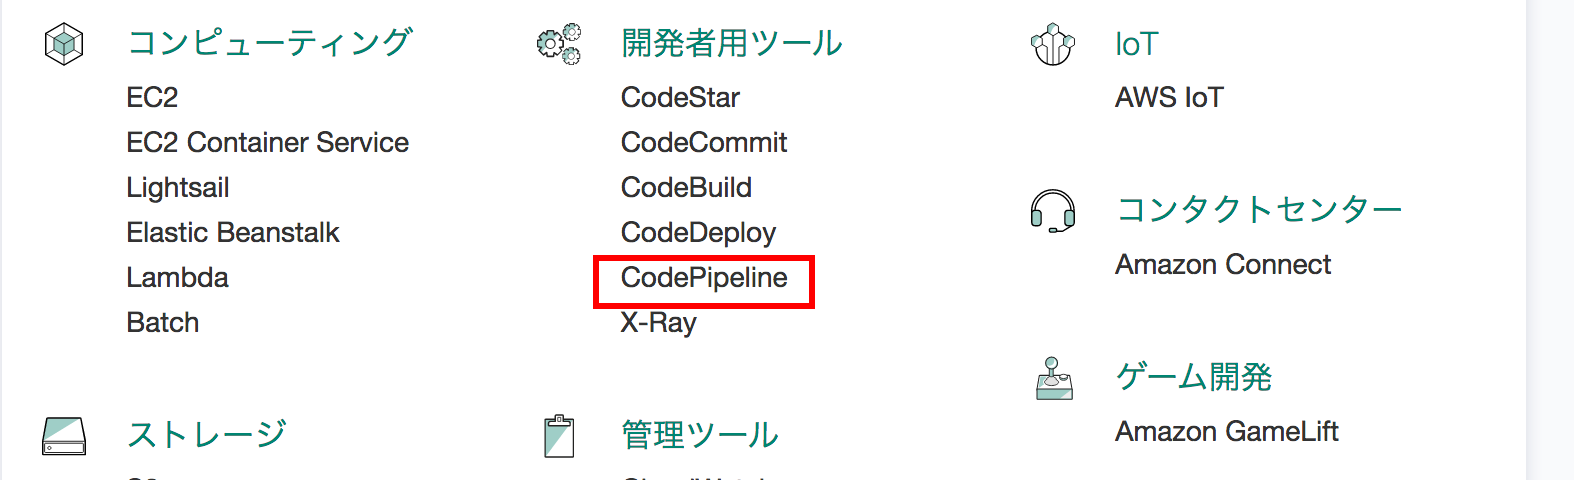 コンピューティング
EC2
EC2 Container Service
Lightsail
Elastic Beanstalk
Lambda
Batch
ストレージ
開発者用ツール
CodeStar
CodeCommit
CodeBuild
CodeDeploy
CodePipeline
X-Ray
管理ツール
IoT
AWS IoT
コンタクトセンター
Amazon Connect
ゲーム開発
Amazon GameLift